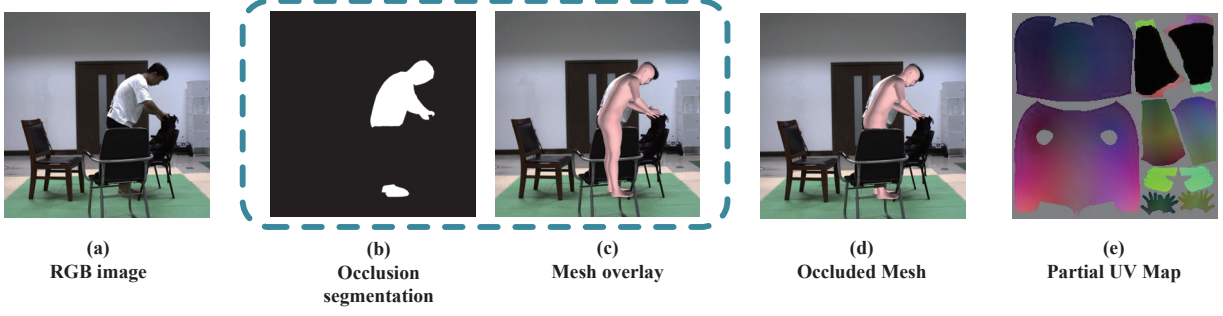 (a)
RGB image
(b)
Occlusion
segmentation
(c)
Mesh overlay
(d)
Occluded Mesh
(e)
Partial UV Map